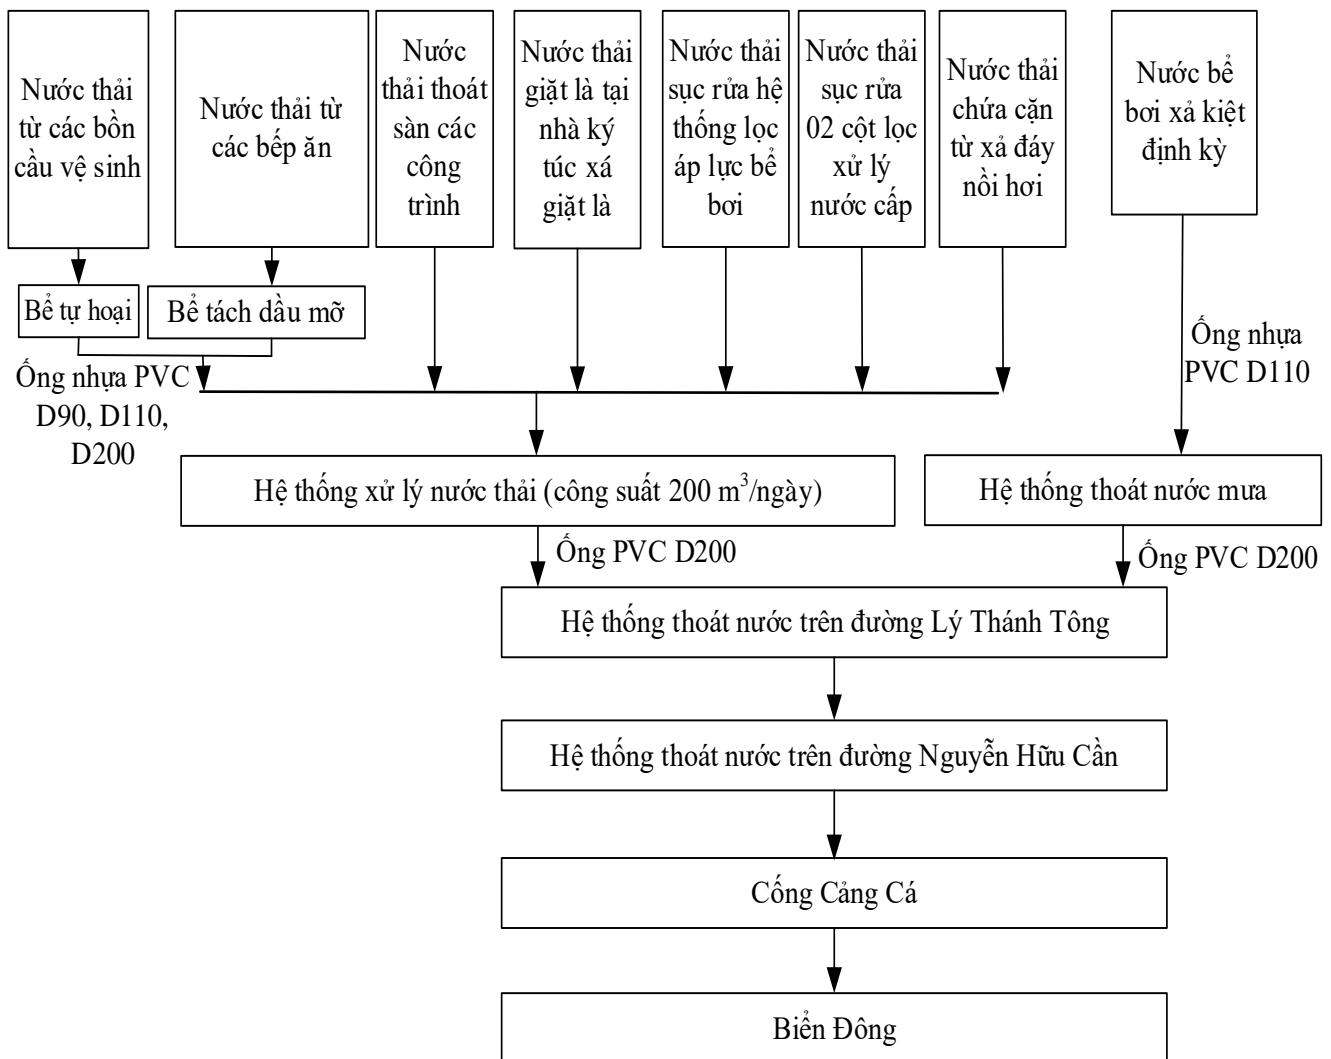 Nước thải
từ các bồn
cầu vệ sinh
Nước thải từ
các bếp ăn
Nước
thải thoát
sàn các
công
trình
Nước thải
giặt là tại
nhà ký
túc xá
giặt là
Nước thải
sục rửa hệ
thống lọc
áp lực bể
bơi
Nước thải
sục rửa
02 cột lọc
xử lý
nước cấp
Nước thải
chứa cặn
từ xả đáy
nồi hơi
Nước bể
bơi xả kiệt
định kỳ
Bể tự hoại
Bể tách dầu mỡ
Ống nhựa PVC
D90, D110,
D200
Ống nhựa
PVC D110
Hệ thống xử lý nước thải (công suất 200 m³/ngày)
Hệ thống thoát nước mưa
Ống PVC D200
Ống PVC D200
Hệ thống thoát nước trên đường Lý Thánh Tông
Hệ thống thoát nước trên đường Nguyễn Hữu Cần
Cống Cảng Cá
Biển Đông